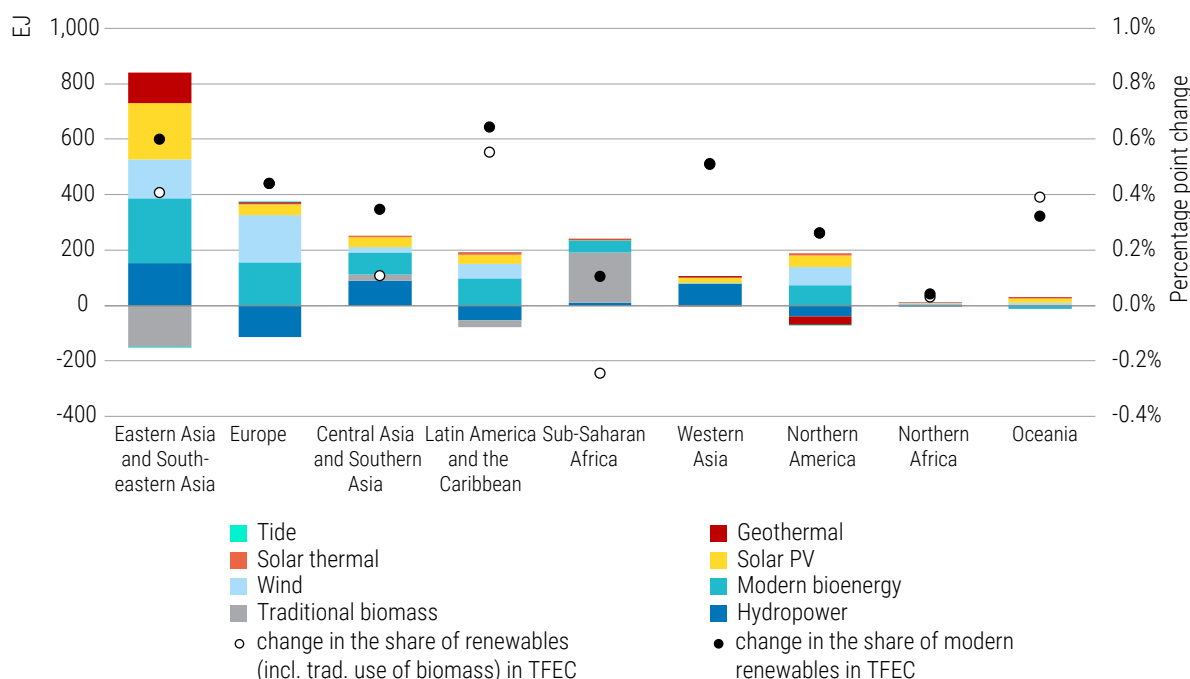 EJ
1,000
800
600
400
200
0
-200
-400
1.0%
0.8%
0.6%
0.4%
0.2%
0.0%
-0.2%
-0.4%
Percentage point change
Eastern Asia
and South-
eastern Asia
Europe
Central Asia
and Southern
Asia
Latin America
and the
Caribbean
Sub-Saharan
Africa
Western
Asia
Northern
America
Northern
Africa
Oceania
Tide
Solar thermal
Wind
Traditional biomass
change in the share of renewables
(incl. trad. use of biomass) in TFEC
Geothermal
Solar PV
Modern bioenergy
Hydropower
change in the share of modern
renewables in TFEC